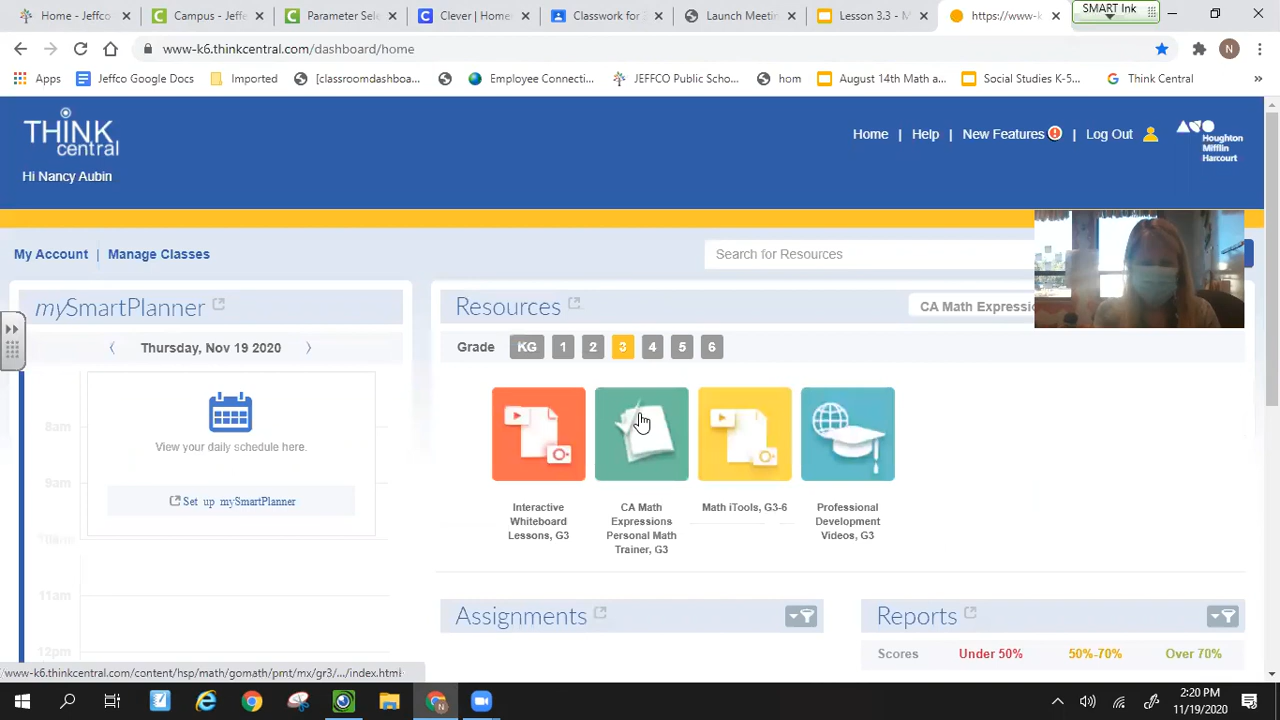 Home - Jeffco
Campus - Jeffe
Parameter Sele
Clever | Home
Classwork for
Launch Meetin
Lesson 3.3 - M
https://www-k
SMART Ink
www-k6.thinkcentral.com/dashboard/home
N
Apps
Jeffco Google Docs
Imported
[classroomdashboa...
Employee Connecti...
JEFFCO Public Scho...
hom
August 14th Math a...
Social Studies K-5...
Think Central
»
THINK
central
Hi Nancy Aubin
Home | Help | New Features | Log Out
Houghton
Mifflin
Harcourt
My Account | Manage Classes
Search for Resources
mySmartPlanner
Resources
CA Math Expressio
Thursday, Nov 19 2020
Grade KG 1 2 3 4 5 6
8am
View your daily schedule here.
9am
Set up mySmartPlanner
10am
11am
12pm
Interactive
Whiteboard
Lessons, G3
CA Math
Expressions
Personal Math
Trainer, G3
Math iTools, G3-6
Professional
Development
Videos, G3
Assignments
Reports
Scores Under 50% 50%-70% Over 70%
www-k6.thinkcentral.com/content/hsp/math/gomath/pmt/mx/gr3/.../index.html
2:20 PM
11/19/2020